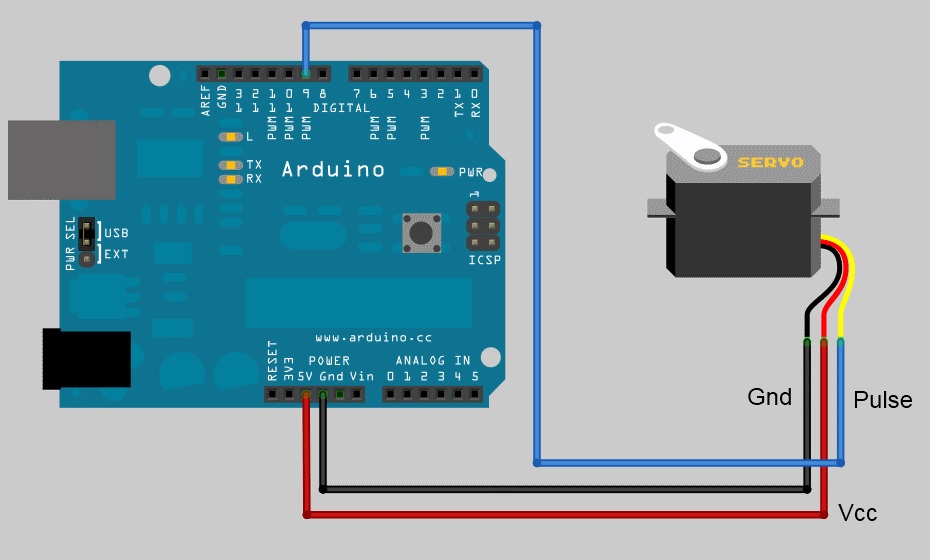 AREF
GND
13
12
11 PWM
10 PWM
9 PWM
8
7
6 PWM
5 PWM
4
3 PWM
2
TX 1
RX 0
DIGITAL
L
TX
RX
Arduino
PWR
1
ICSP
PWR SEL
USB
EXT
www.arduino.cc
POWER
ANALOG IN
RESET
3V3
5V Gnd Vin
0 1 2 3 4 5
SERVO
Gnd
Pulse
Vcc